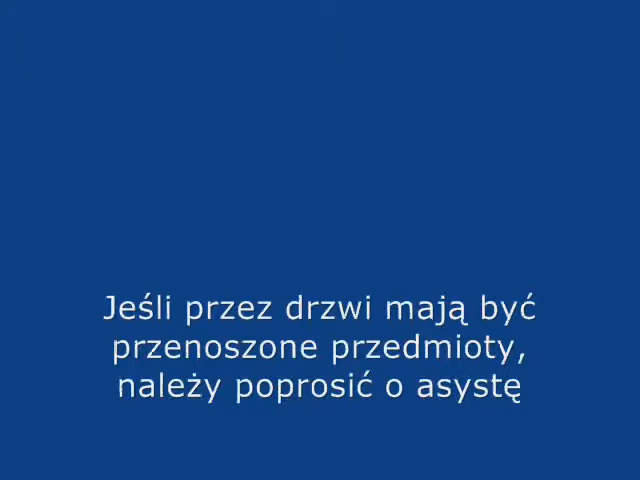 Jeśli przez drzwi mają być
przenoszone przedmioty,
należy poprosić o asystę